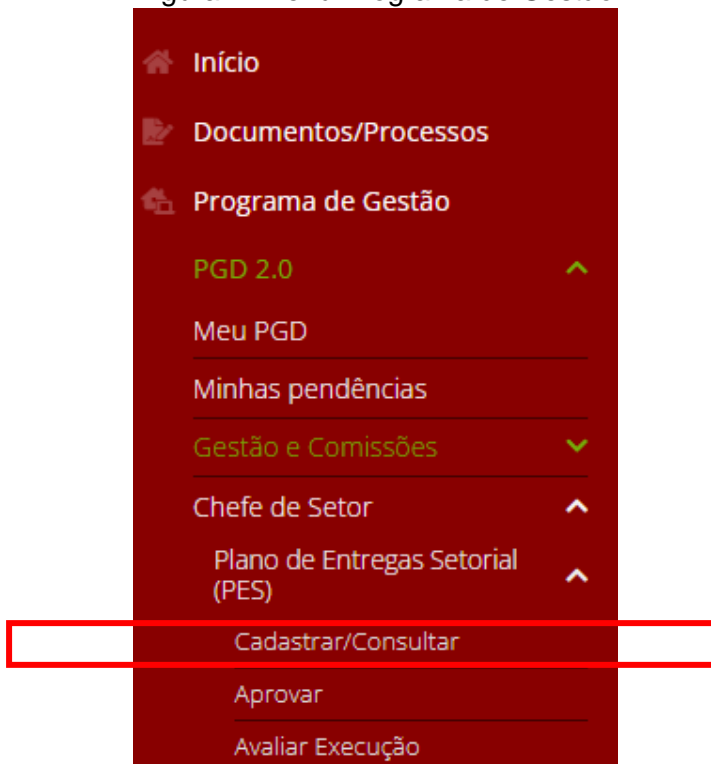 Início
Documentos/Processos
Programa de Gestão
PGD 2.0
Meu PGD
Minhas pendências
Gestão e Comissões
Chefe de Setor
Plano de Entregas Setorial
(PES)
Cadastrar/Consultar
Aprovar
Avaliar Execução